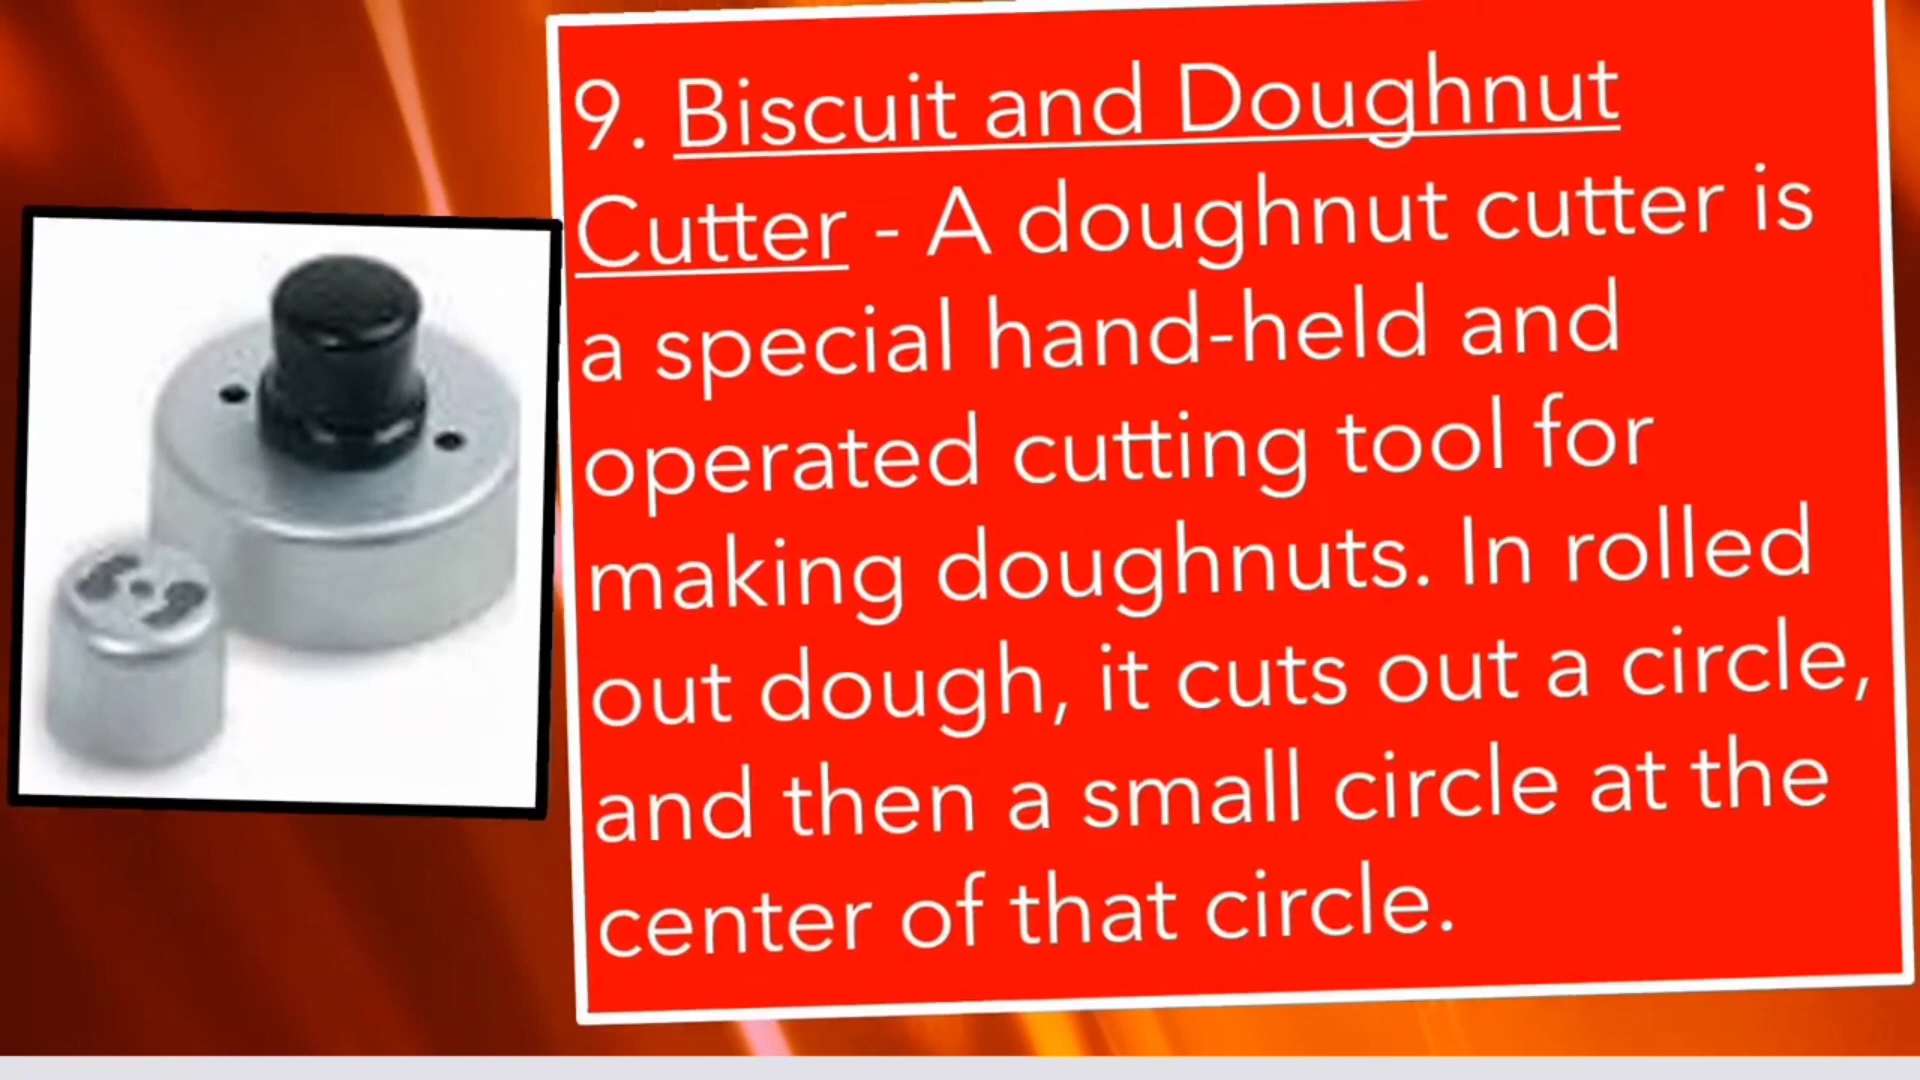 9. Biscuit and Doughnut
Cutter - A doughnut cutter is
a special hand-held and
operated cutting tool for
making doughnuts. In rolled
out dough, it cuts out a circle,
and then a small circle at the
center of that circle.